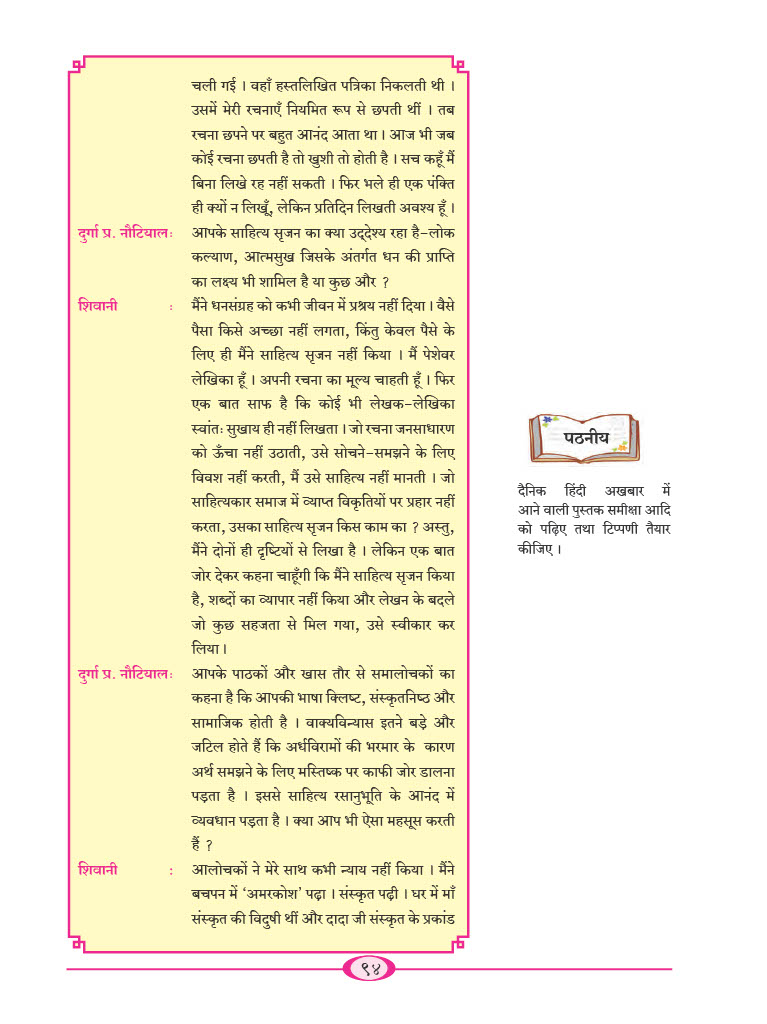 चली गई । वहाँ हस्तलिखित पत्रिका निकलती थी ।
उसमें मेरी रचनाएँ नियमित रूप से छपती थीं । तब
रचना छपने पर बहुत आनंद आता था । आज भी जब
कोई रचना छपती है तो खुशी तो होती है । सच कहूँ मैं
बिना लिखे रह नहीं सकती । फिर भले ही एक पंक्ति
ही क्यों न लिखूँ, लेकिन प्रतिदिन लिखती अवश्य हूँ ।
दुर्गा प्र. नौटियालः आपके साहित्य सृजन का क्या उद्देश्य रहा है-लोक
कल्याण, आत्मसुख जिसके अंतर्गत धन की प्राप्ति
का लक्ष्य भी शामिल है या कुछ और ?
शिवानी : मैंने धनसंग्रह को कभी जीवन में प्रश्रय नहीं दिया । वैसे
पैसा किसे अच्छा नहीं लगता, किंतु केवल पैसे के
लिए ही मैंने साहित्य सृजन नहीं किया । मैं पेशेवर
लेखिका हूँ । अपनी रचना का मूल्य चाहती हूँ । फिर
एक बात साफ है कि कोई भी लेखक-लेखिका
स्वांतः सुखाय ही नहीं लिखता । जो रचना जनसाधारण
को ऊँचा नहीं उठाती, उसे सोचने-समझने के लिए
विवश नहीं करती, मैं उसे साहित्य नहीं मानती । जो
साहित्यकार समाज में व्याप्त विकृतियों पर प्रहार नहीं
करता, उसका साहित्य सृजन किस काम का ? अस्तु,
मैंने दोनों ही दृष्टियों से लिखा है । लेकिन एक बात
जोर देकर कहना चाहूँगी कि मैंने साहित्य सृजन किया
है, शब्दों का व्यापार नहीं किया और लेखन के बदले
जो कुछ सहजता से मिल गया, उसे स्वीकार कर
लिया ।
दुर्गा प्र. नौटियालः आपके पाठकों और खास तौर से समालोचकों का
कहना है कि आपकी भाषा क्लिष्ट, संस्कृतनिष्ठ और
सामाजिक होती है । वाक्यविन्यास इतने बड़े और
जटिल होते हैं कि अर्धविरामों की भरमार के कारण
अर्थ समझने के लिए मस्तिष्क पर काफी जोर डालना
पड़ता है । इससे साहित्य रसानुभूति के आनंद में
व्यवधान पड़ता है । क्या आप भी ऐसा महसूस करती
हैं ?
शिवानी : आलोचकों ने मेरे साथ कभी न्याय नहीं किया । मैंने
बचपन में ‘अमरकोश’ पढ़ा । संस्कृत पढ़ी । घर में माँ
संस्कृत की विदुषी थीं और दादा जी संस्कृत के प्रकांड
पठनीय
दैनिक हिंदी अखबार में
आने वाली पुस्तक समीक्षा आदि
को पढ़िए तथा टिप्पणी तैयार
कीजिए ।
९४